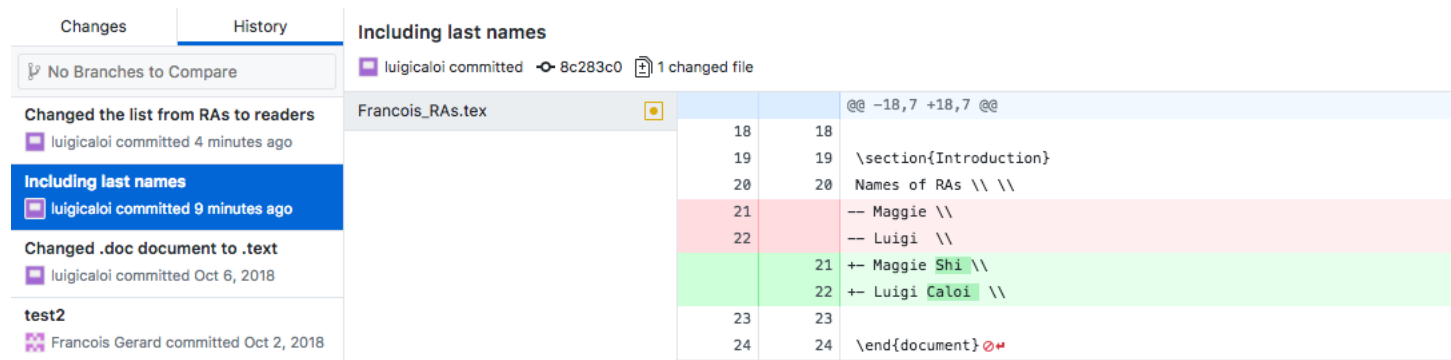 Changes History
No Branches to Compare
Changed the list from RAs to readers
luigicaloi committed 4 minutes ago
Including last names
luigicaloi committed 9 minutes ago
Changed .doc document to .text
luigicaloi committed Oct 6, 2018
test2
Francois Gerard committed Oct 2, 2018
Including last names
luigicaloi committed 8c283c0 1 changed file
Francois_RAs.tex
@@ -18,7 +18,7 @@
18 18
19 19 \section{Introduction}
20 20 Names of RAs \\ \\
21 -- Maggie \\
22 -- Luigi \\
21 +- Maggie Shi \\
22 +- Luigi Caloi \\
23 23
24 24 \end{document}